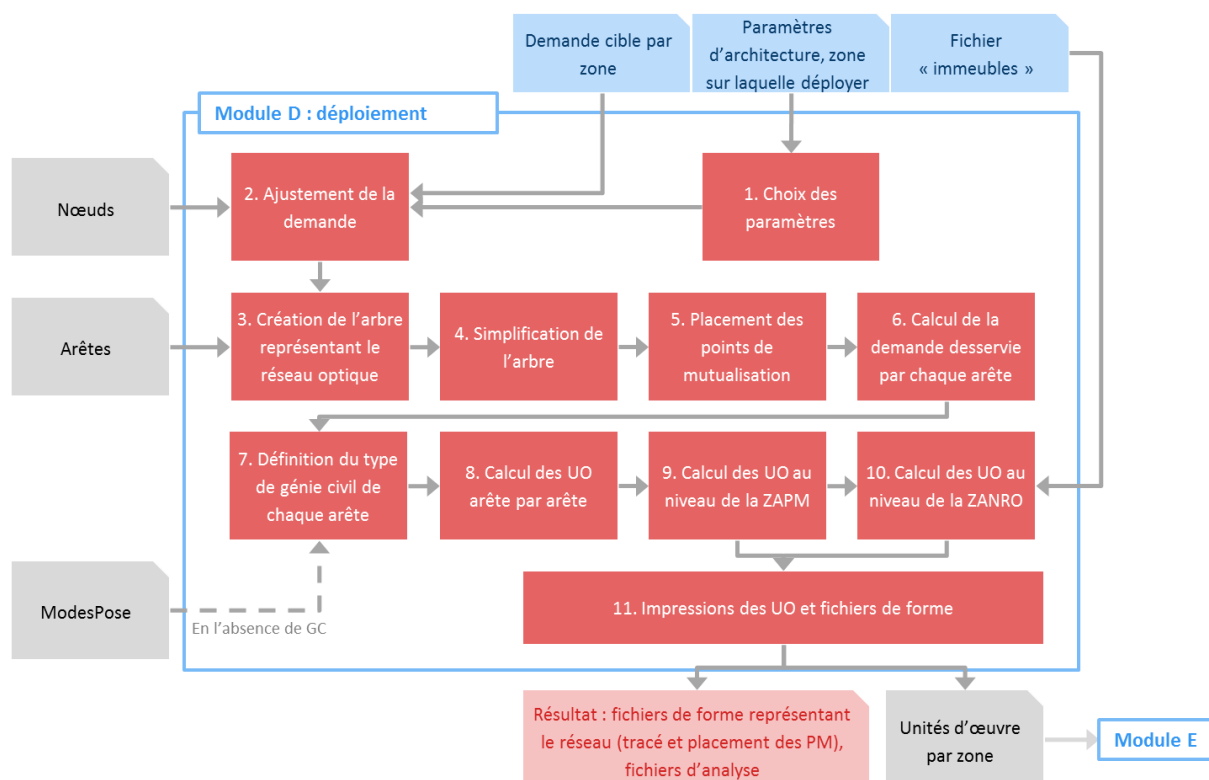 Demande cible par
zone
Paramètres
d’architecture, zone
sur laquelle déployer
Fichier
« immeubles »
Module D : déploiement
Nœuds
2. Ajustement de la
demande
1. Choix des
paramètres
Arêtes
3. Création de l’arbre
représentant le
réseau optique
4. Simplification de
l’arbre
5. Placement des
points de
mutualisation
6. Calcul de la
demande desservie
par chaque arête
7. Définition du type
de génie civil de
chaque arête
8. Calcul des UO
arête par arête
9. Calcul des UO au
niveau de la ZAPM
10. Calcul des UO au
niveau de la ZANRO
ModesPose
En l’absence de GC
11. Impressions des UO et fichiers de forme
Résultat : fichiers de forme représentant
le réseau (tracé et placement des PM),
fichiers d’analyse
Unités d’œuvre
par zone
Module E